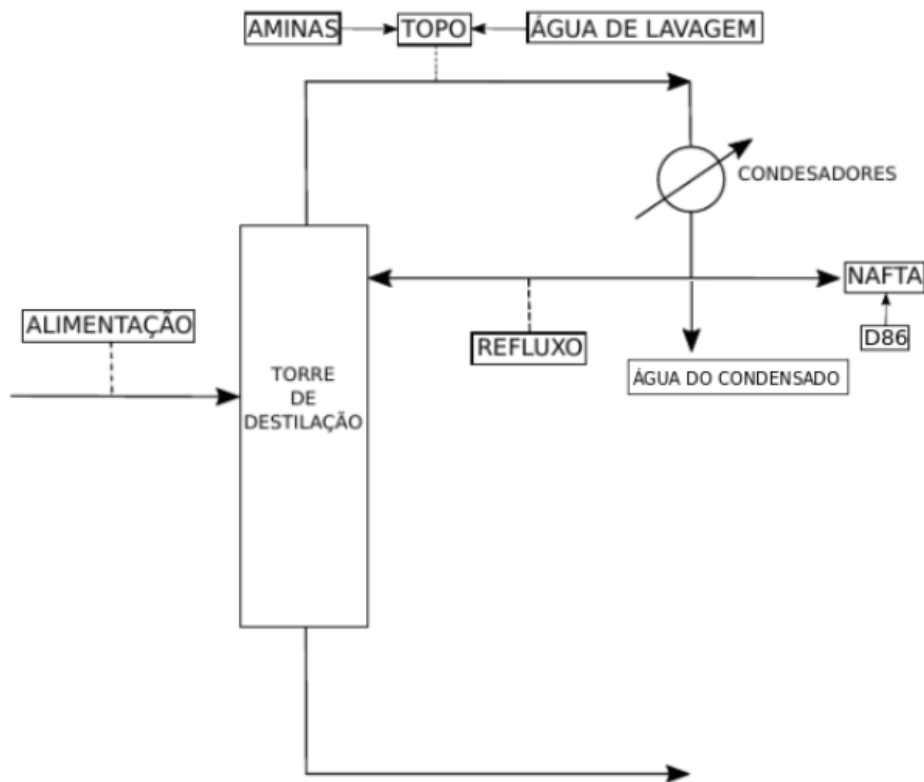 AMINAS
TOPO
ÁGUA DE LAVAGEM
CONDESADORES
NAFTA
ALIMENTAÇÃO
D86
REFLUXO
ÁGUA DO CONDENSADO
TORRE
DE
DESTILAÇÃO